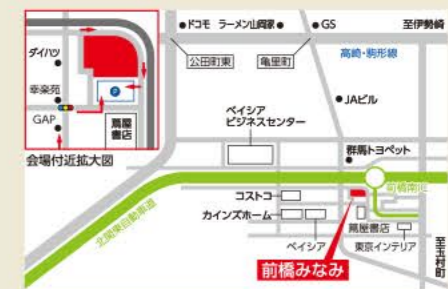 ダイハツ
幸楽苑
GAP
P
蔦屋
書店
会場付近拡大図
ドコモ ラーメン山岡家
GS
至伊勢崎
公田町東
亀里町
高崎・駒形線
JAビル
ベイシア
ビジネスセンター
群馬トヨペット
前橋南IC
コストコ
カインズホーム
ベイシア
蔦屋書店
東京インテリア
至玉村町
北関東自動車道
前橋みなみ